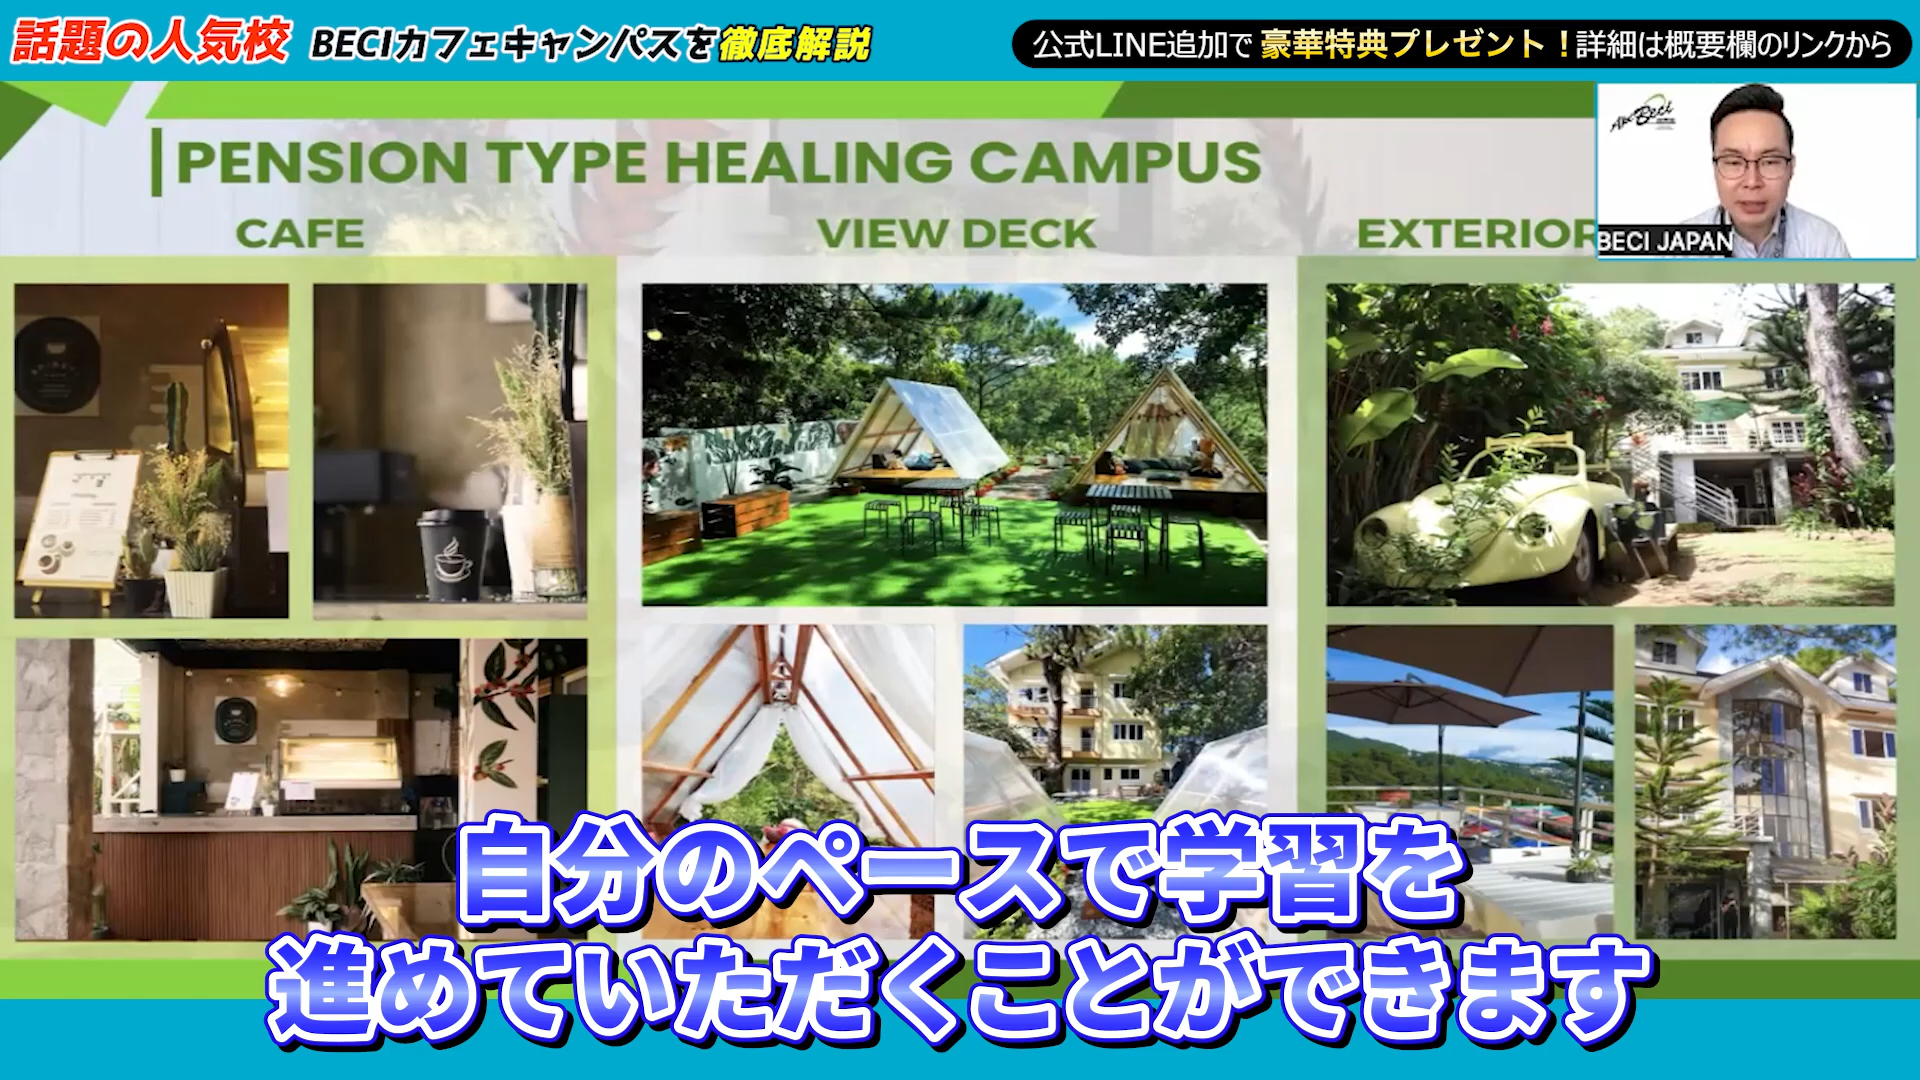 話題の人気校 BECIカフェキャンパスを徹底解説
公式LINE追加で 豪華特典プレゼント!詳細は概要欄のリンクから
PENSION TYPE HEALING CAMPUS
CAFE
VIEW DECK
EXTERIOR
Beci
BECI JAPAN
自分のペースで学習を
進めていただくことができます